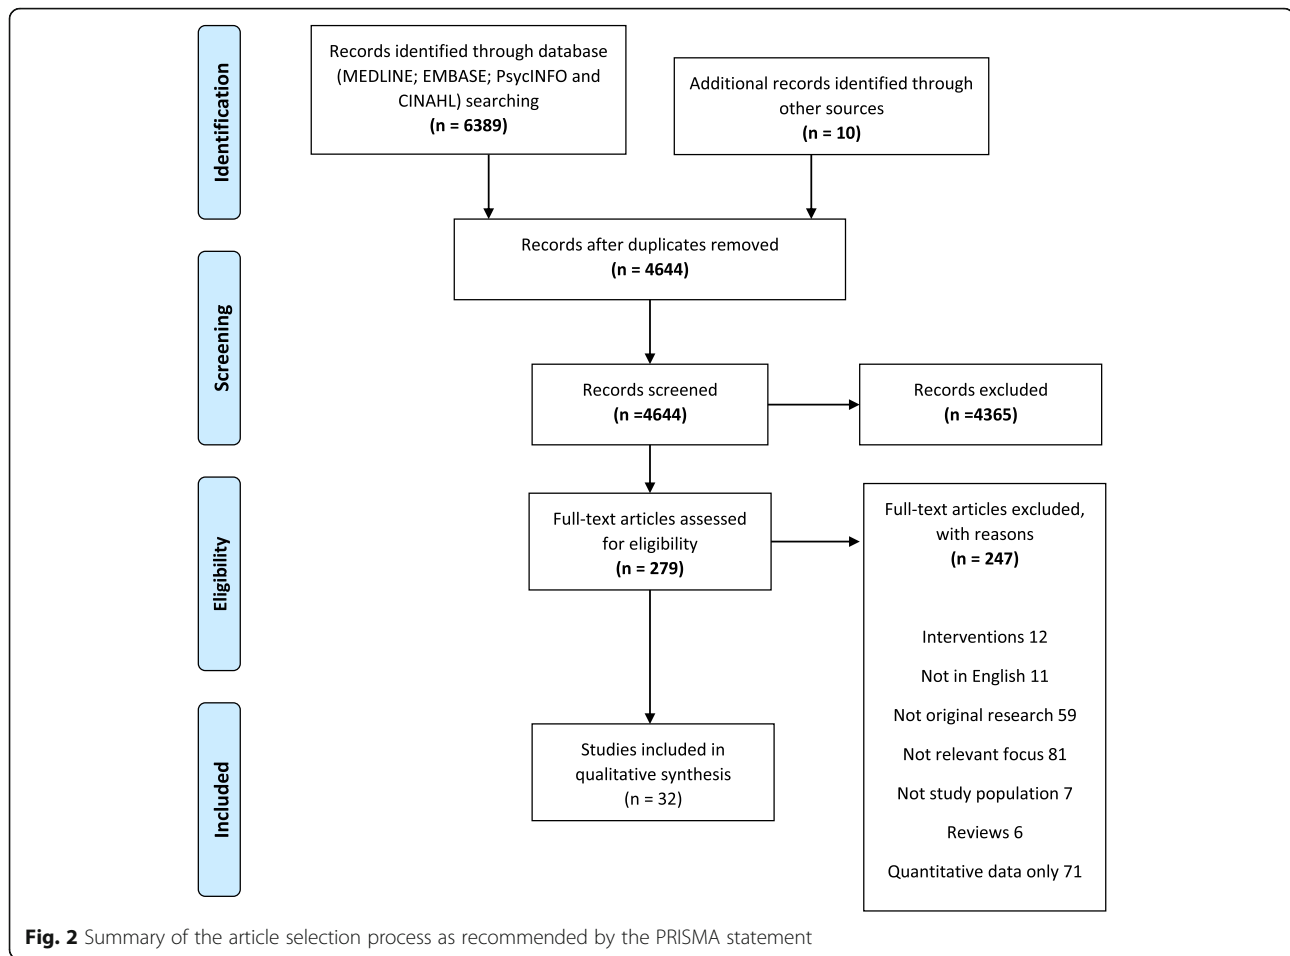 Identification
Records identified through database
(MEDLINE; EMBASE; PsycINFO and
CINAHL) searching
(n = 6389)
Additional records identified through
other sources
(n = 10)
Records after duplicates removed
(n = 4644)
Screening
Records screened
(n =4644)
Records excluded
(n =4365)
Eligibility
Full-text articles assessed
for eligibility
(n = 279)
Full-text articles excluded,
with reasons
(n = 247)
Interventions 12
Not in English 11
Not original research 59
Not relevant focus 81
Not study population 7
Reviews 6
Quantitative data only 71
Included
Studies included in
qualitative synthesis
(n = 32)
Fig. 2 Summary of the article selection process as recommended by the PRISMA statement